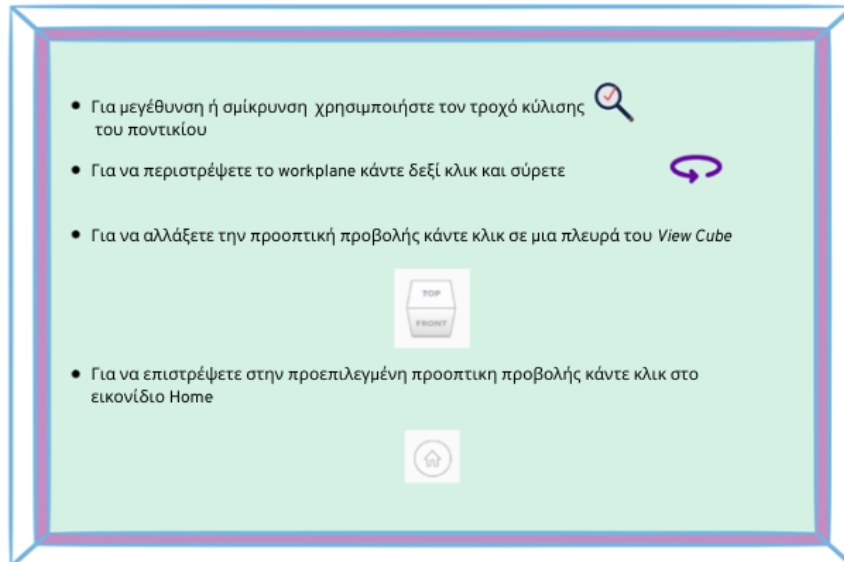 • Για μεγέθυνση ή σμίκρυνση χρησιμποιήστε τον τροχό κύλισης
του ποντικίου
• Για να περιστρέψετε το workplane κάντε δεξί κλικ και σύρετε
• Για να αλλάξετε την προοπτική προβολής κάντε κλικ σε μια πλευρά του View Cube
TOP
FRONT
• Για να επιστρέψετε στην προεπιλεγμένη προοπτικη προβολής κάντε κλικ στο
εικονίδιο Home